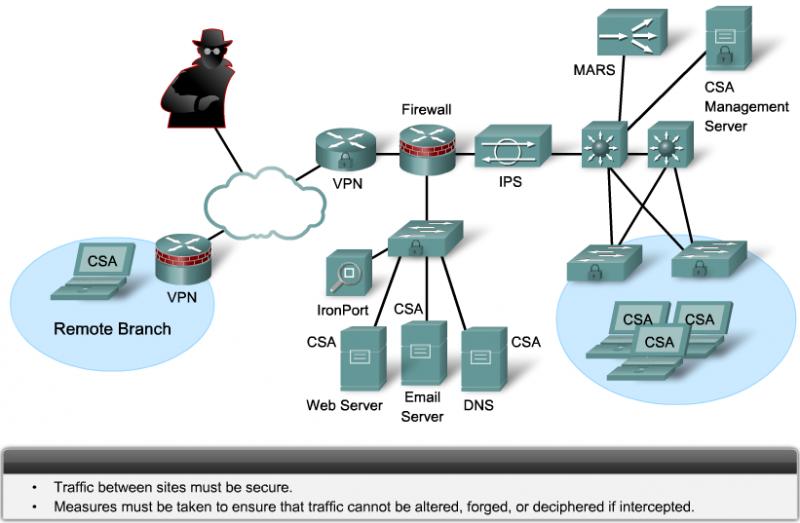 MARS
CSA
Management
Server
Firewall
VPN
IPS
CSA
VPN
Remote Branch
IronPort
CSA
CSA
CSA
Web Server
Email
Server
DNS
CSA
CSA
CSA
• Traffic between sites must be secure.
• Measures must be taken to ensure that traffic cannot be altered, forged, or deciphered if intercepted.